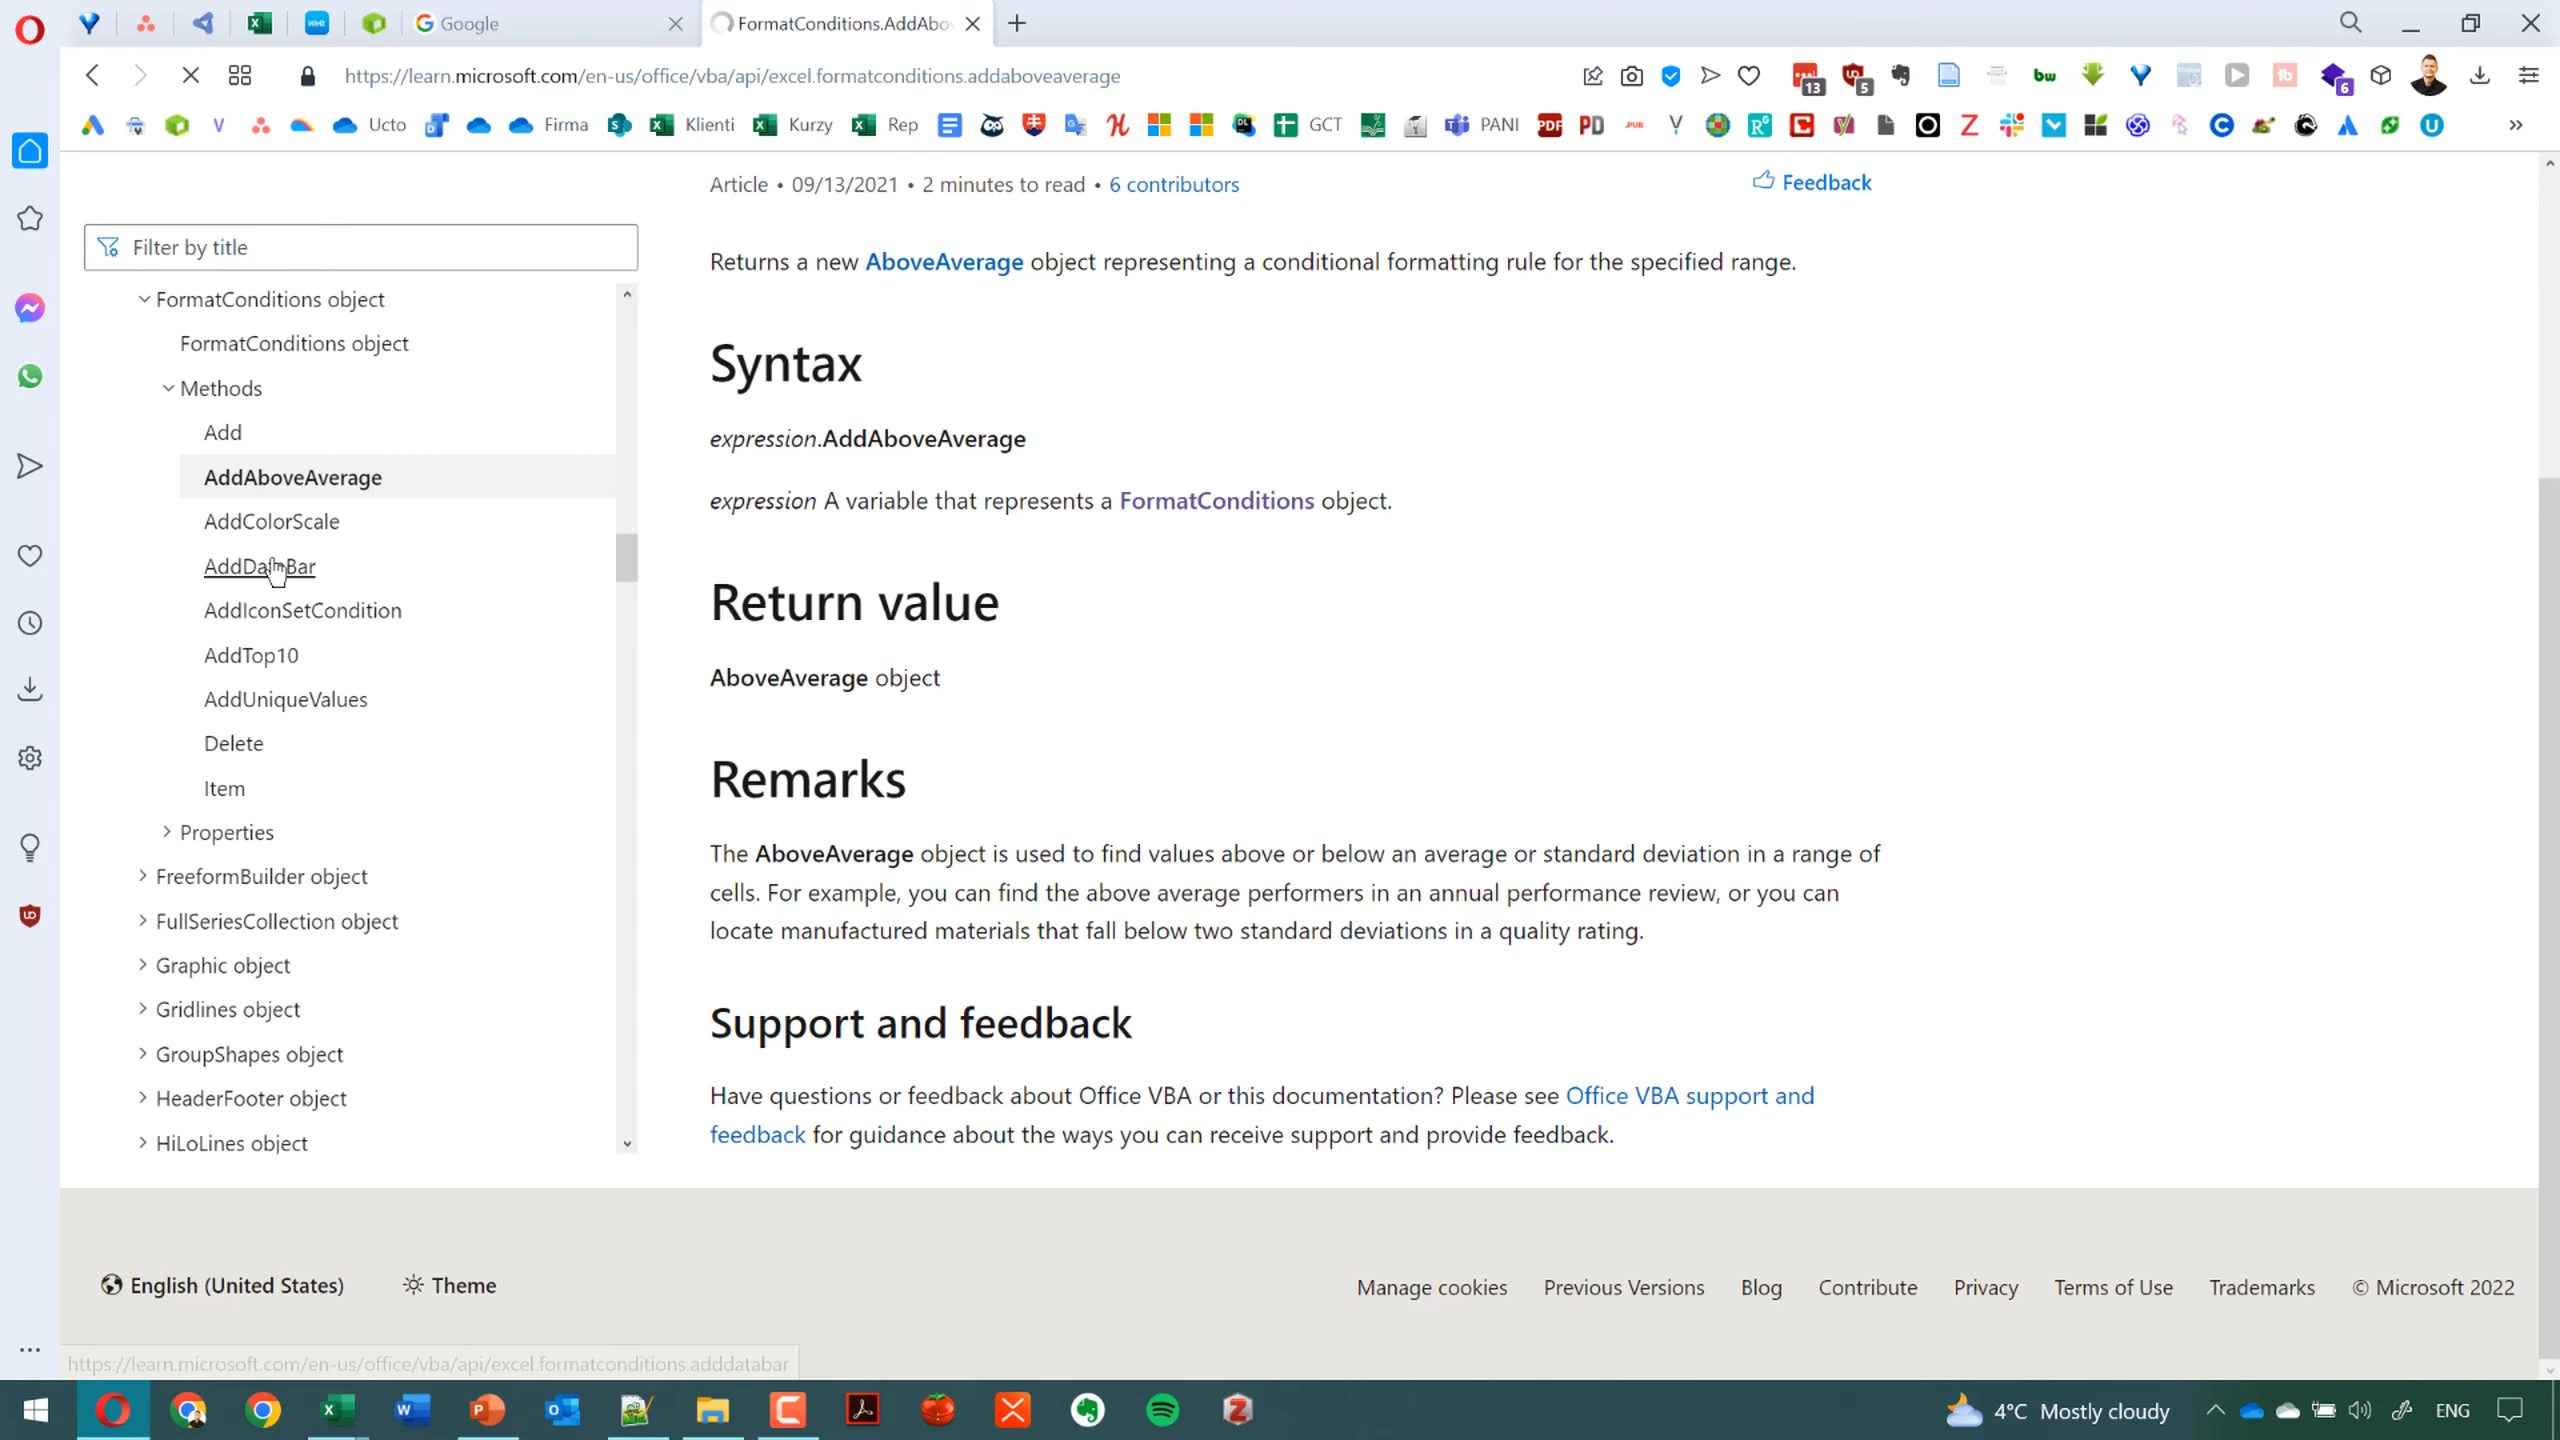 Google
FormatConditions.AddAbo
https://learn.microsoft.com/en-us/office/vba/api/excel.formatconditions.addaboveaverage
13
5
bw
6
Ucto
Firma
Klienti
Kurzy
Rep
GCT
PANI
PDF
PD
Article • 09/13/2021 • 2 minutes to read • 6 contributors
Feedback
Filter by title
FormatConditions object
FormatConditions object
Methods
Add
AddAboveAverage
AddColorScale
AddDataBar
AddIconSetCondition
AddTop10
AddUniqueValues
Delete
Item
Properties
FreeformBuilder object
FullSeriesCollection object
Graphic object
Gridlines object
GroupShapes object
HeaderFooter object
HiLoLines object
Returns a new AboveAverage object representing a conditional formatting rule for the specified range.
Syntax
expression.AddAboveAverage
expression A variable that represents a FormatConditions object.
Return value
AboveAverage object
Remarks
The AboveAverage object is used to find values above or below an average or standard deviation in a range of
cells. For example, you can find the above average performers in an annual performance review, or you can
locate manufactured materials that fall below two standard deviations in a quality rating.
Support and feedback
Have questions or feedback about Office VBA or this documentation? Please see Office VBA support and
feedback for guidance about the ways you can receive support and provide feedback.
English (United States)
Theme
Manage cookies
Previous Versions
Blog
Contribute
Privacy
Terms of Use
Trademarks
© Microsoft 2022
https://learn.microsoft.com/en-us/office/vba/api/excel.formatconditions.adddatabar
4°C Mostly cloudy
ENG